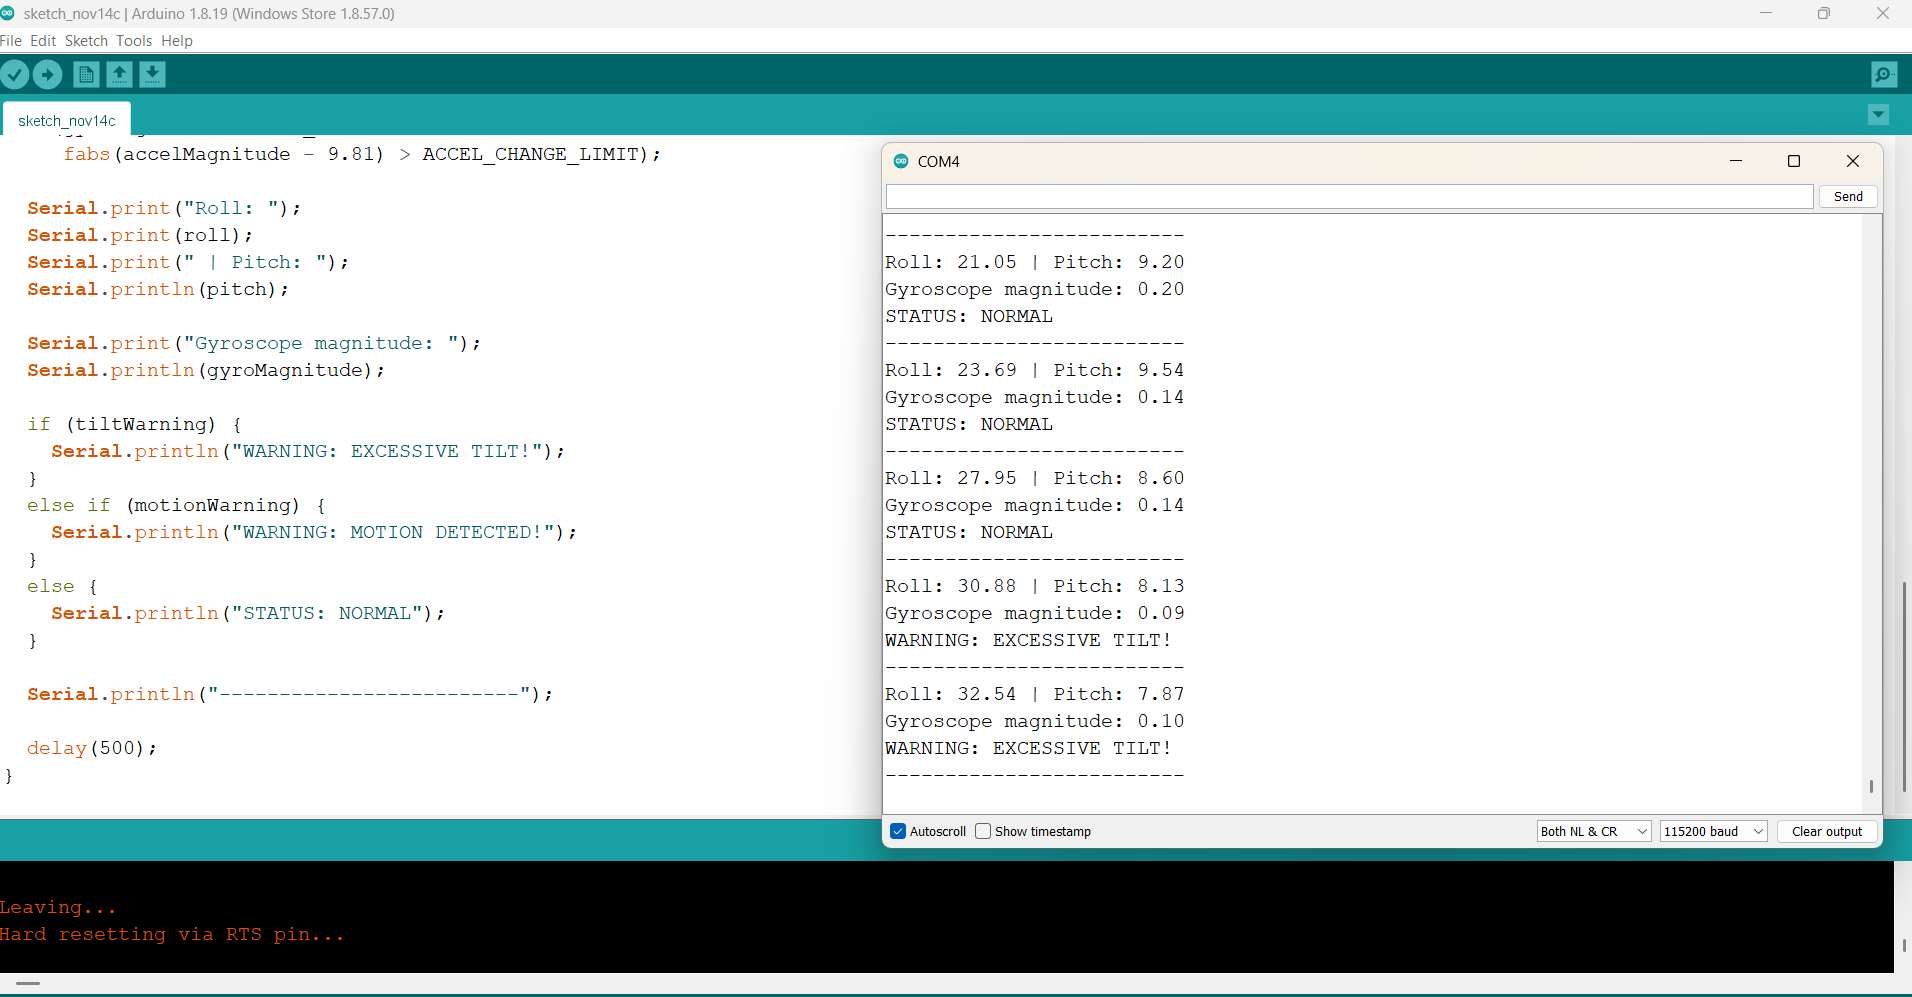 sketch_nov14c | Arduino 1.8.19 (Windows Store 1.8.57.0)
File Edit Sketch Tools Help
sketch_nov14c
fabs(accelMagnitude - 9.81) > ACCEL_CHANGE_LIMIT);
Serial.print("Roll: ");
Serial.print(roll);
Serial.print(" | Pitch: ");
Serial.println(pitch);
Serial.print("Gyroscope magnitude: ");
Serial.println(gyroMagnitude);
if (tiltWarning) {
Serial.println("WARNING: EXCESSIVE TILT!");
}
else if (motionWarning) {
Serial.println("WARNING: MOTION DETECTED!");
}
else {
Serial.println("STATUS: NORMAL");
}
Serial.println("-------------------------");
delay(500);
}
COM4
Send
-------------------------
Roll: 21.05 | Pitch: 9.20
Gyroscope magnitude: 0.20
STATUS: NORMAL
-------------------------
Roll: 23.69 | Pitch: 9.54
Gyroscope magnitude: 0.14
STATUS: NORMAL
-------------------------
Roll: 27.95 | Pitch: 8.60
Gyroscope magnitude: 0.14
STATUS: NORMAL
-------------------------
Roll: 30.88 | Pitch: 8.13
Gyroscope magnitude: 0.09
WARNING: EXCESSIVE TILT!
-------------------------
Roll: 32.54 | Pitch: 7.87
Gyroscope magnitude: 0.10
WARNING: EXCESSIVE TILT!
-------------------------
Autoscroll Show timestamp Both NL & CR 115200 baud Clear output
Leaving...
Hard resetting via RTS pin...